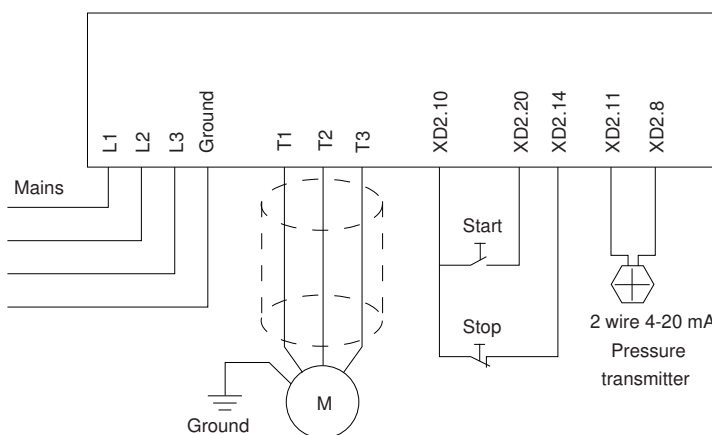 L1
L2
L3
Ground
T1
T2
T3
XD2.10
XD2.20
XD2.14
XD2.11
XD2.8
Mains
Start
Stop
2 wire 4-20 mA
Pressure
transmitter
M
Ground